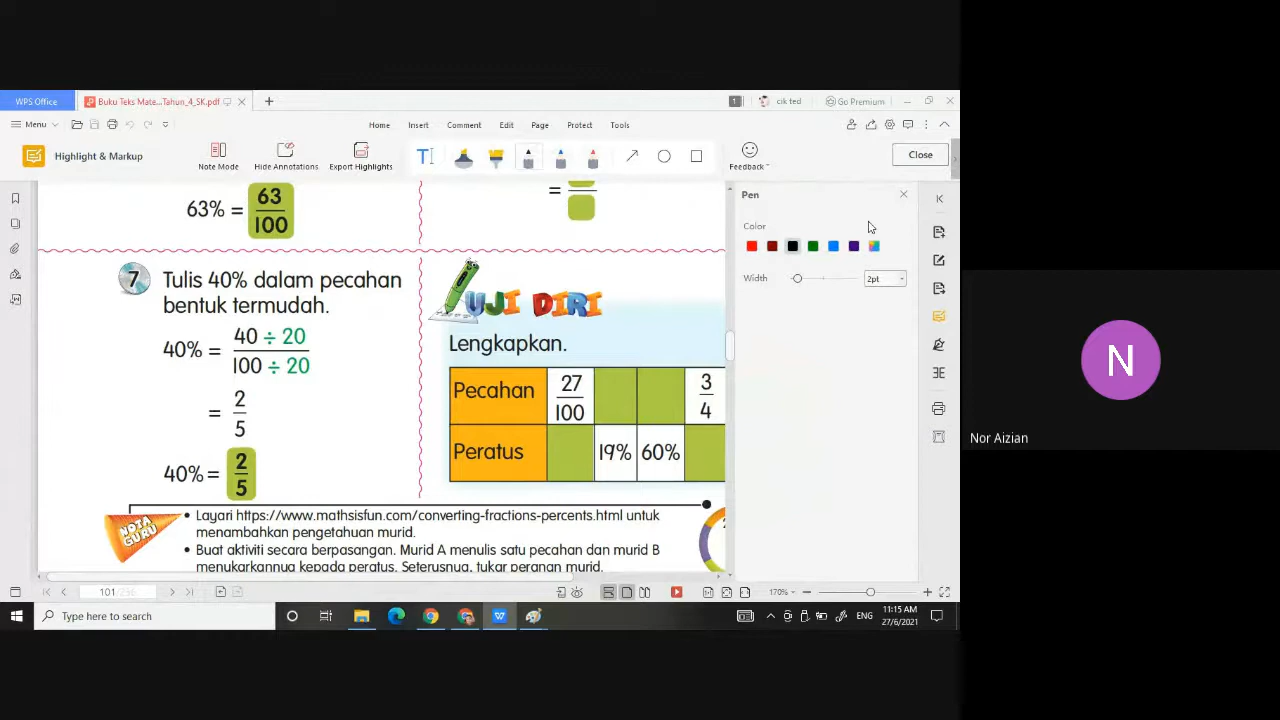 WPS Office
Buku Teks Mate...Tahun_4_SK.pdf
1
cik ted
Go Premium
Menu
Home
Insert
Comment
Edit
Page
Protect
Tools
Highlight & Markup
Note Mode
Hide Annotations
Export Highlights
Feedback
Close
63% = 63/100
=
7 Tulis 40% dalam pecahan
bentuk termudah.
40% = 40 ÷ 20
100 ÷ 20
= 2/5
40% = 2/5
UJI DIRI
Lengkapkan.
Pecahan 27/100 3/4
Peratus 19% 60%
NOTA GURU
• Layari https://www.mathsisfun.com/converting-fractions-percents.html untuk
menambahkan pengetahuan murid.
• Buat aktiviti secara berpasangan. Murid A menulis satu pecahan dan murid B
menukarkannya kepada peratus. Seterusnya, tukar peranan murid.
Pen
Color
Width
2pt
101/256
170%
Type here to search
ENG
11:15 AM
27/6/2021
N
Nor Aizian